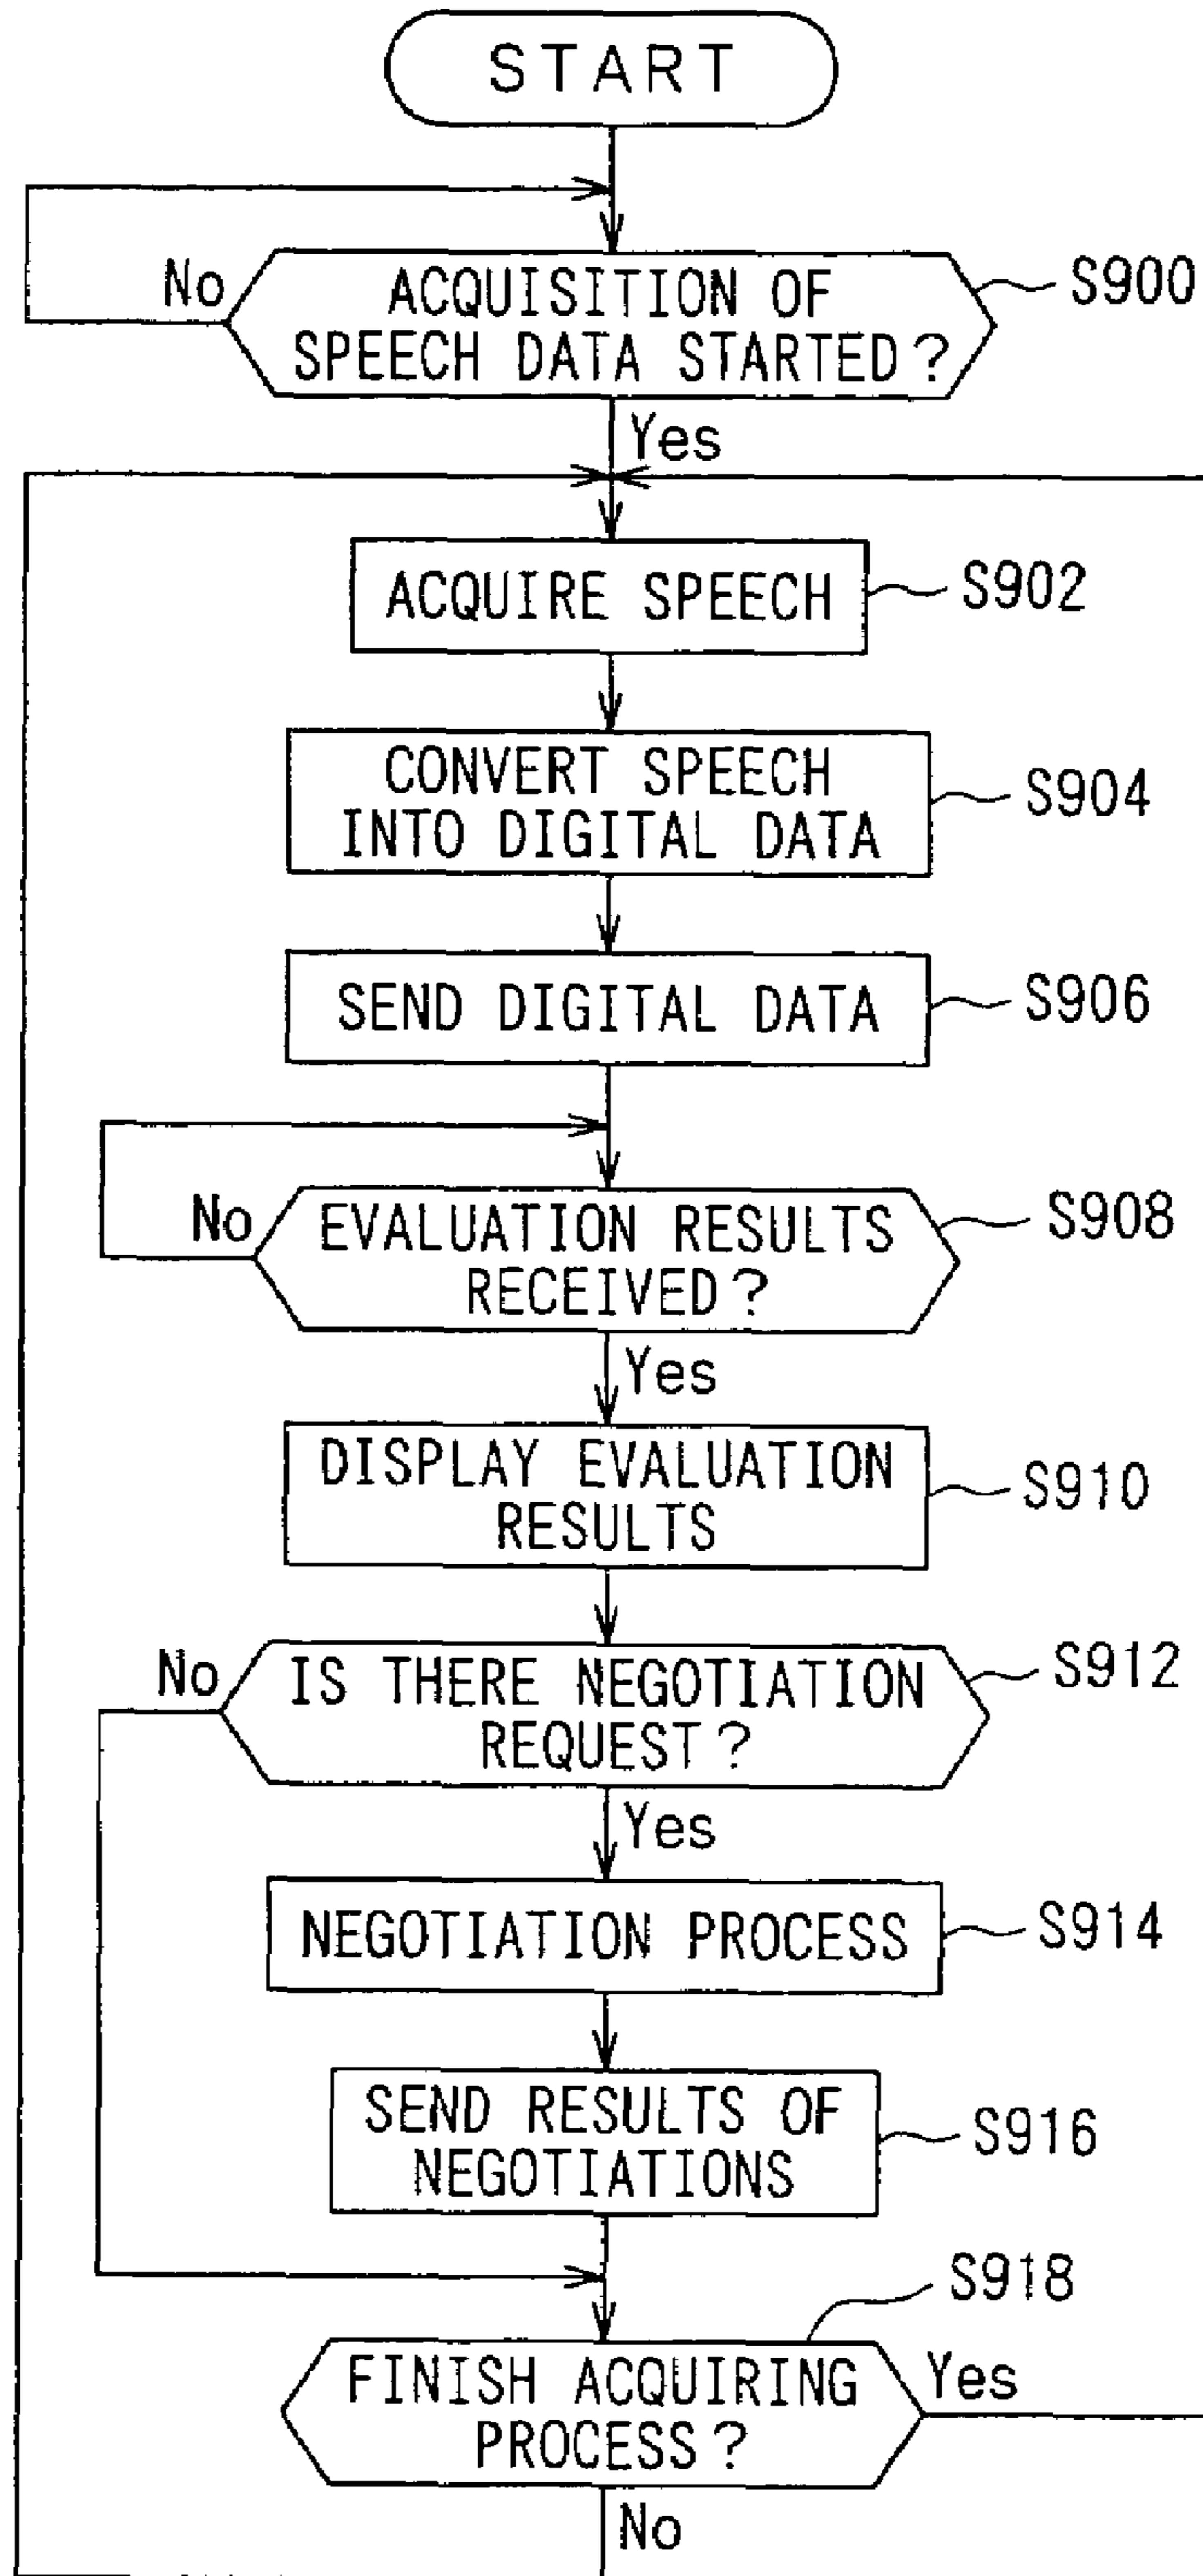 START
No
ACQUISITION OF
SPEECH DATA STARTED?
S900
Yes
ACQUIRE SPEECH
S902
CONVERT SPEECH
INTO DIGITAL DATA
S904
SEND DIGITAL DATA
S906
No
EVALUATION RESULTS
RECEIVED?
S908
Yes
DISPLAY EVALUATION
RESULTS
S910
No
IS THERE NEGOTIATION
REQUEST?
S912
Yes
NEGOTIATION PROCESS
S914
SEND RESULTS OF
NEGOTIATIONS
S916
S918
FINISH ACQUIRING
PROCESS?
Yes
No